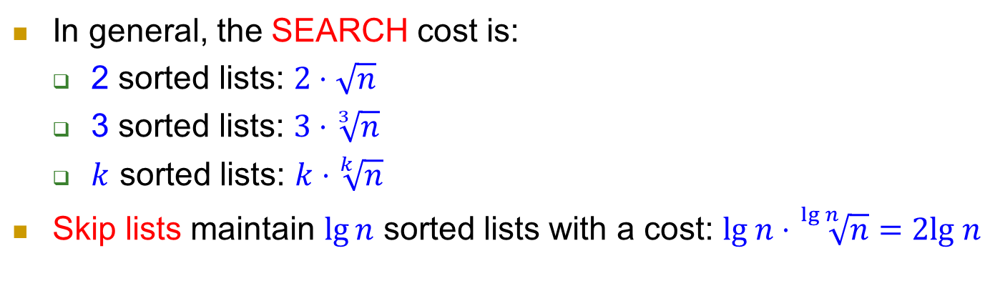 In general, the SEARCH cost is:
2 sorted lists: 2 · √n
3 sorted lists: 3 · ∛n
k sorted lists: k · ᵏ√n
Skip lists maintain lg n sorted lists with a cost: lg n · ˡᵍ ⁿ√n = 2lg n